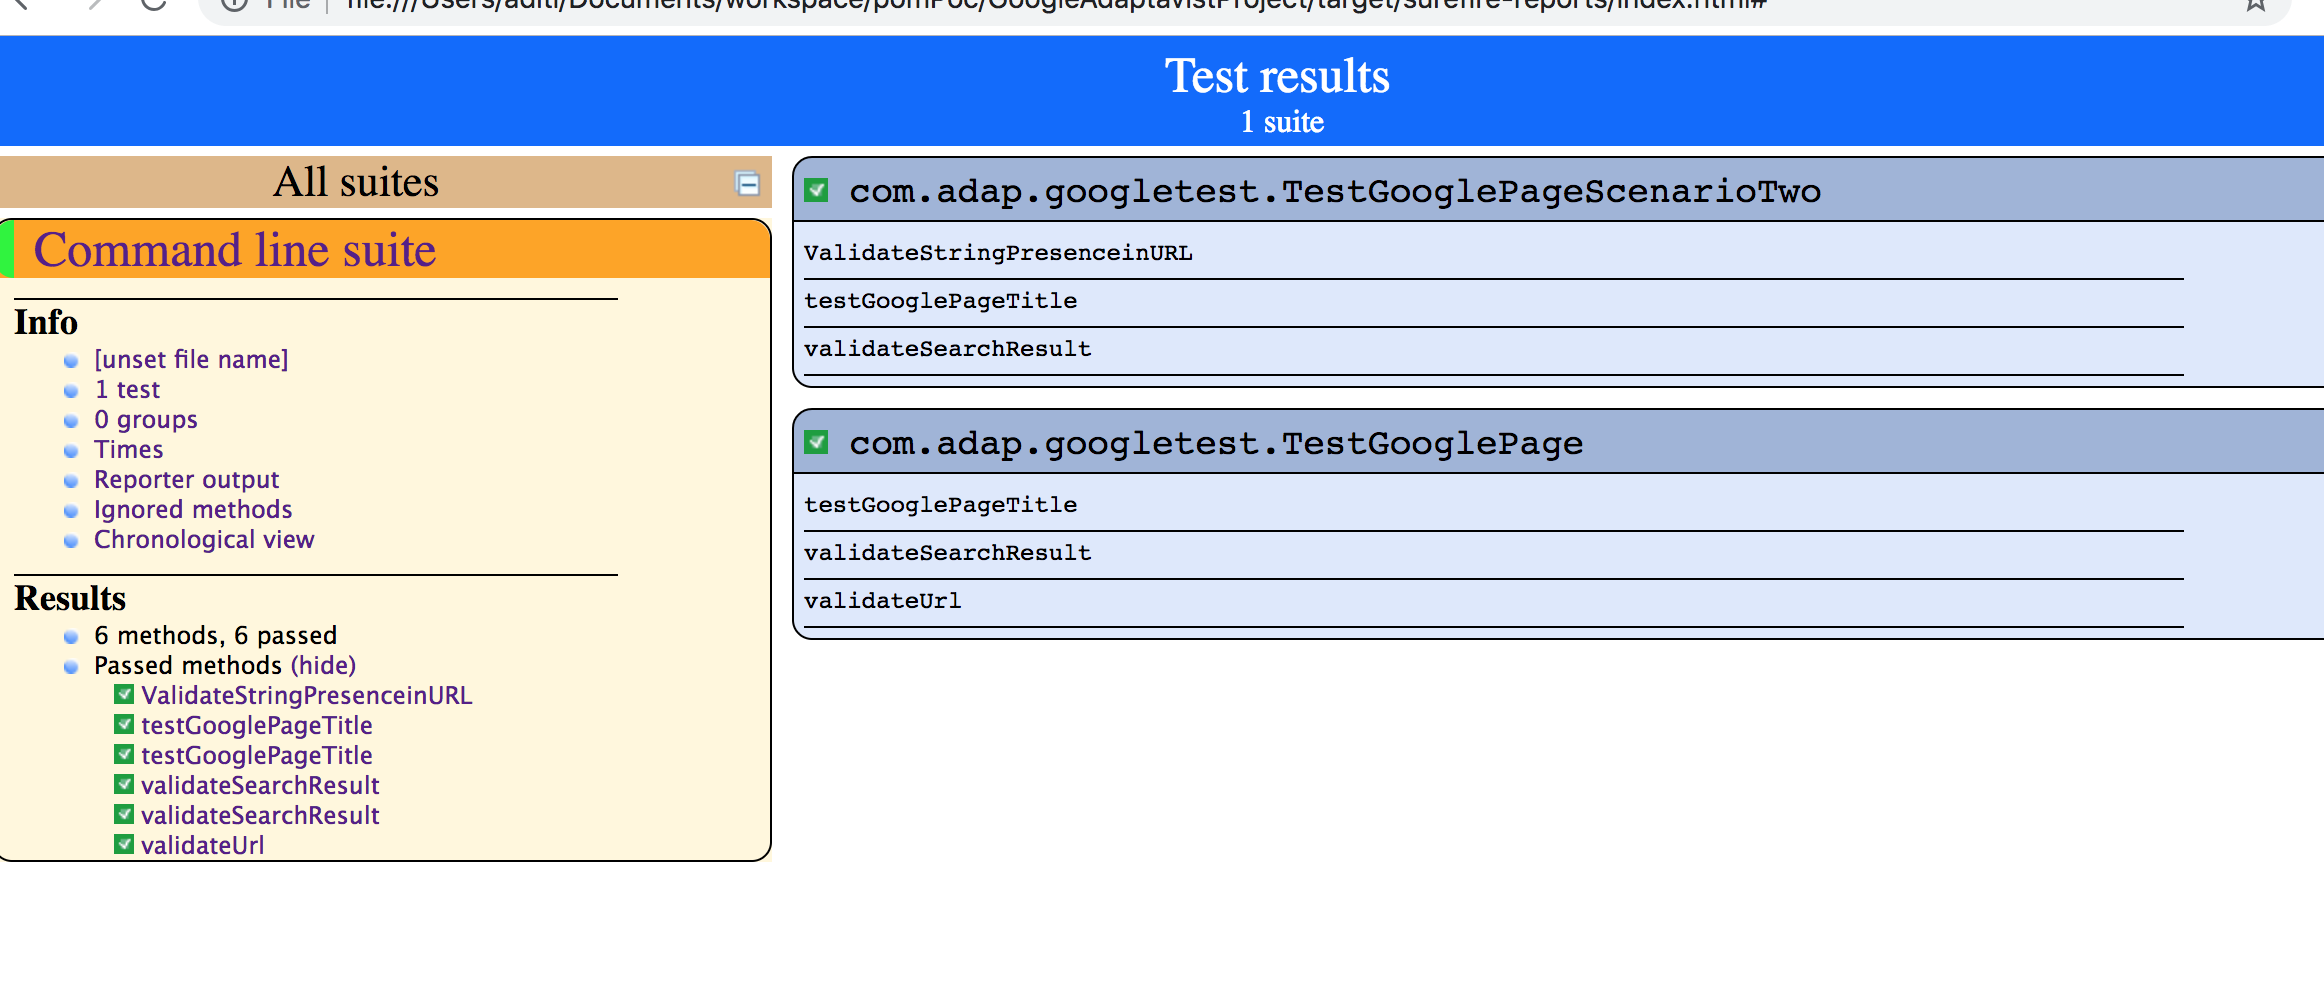 File file:///Users/aditi/Documents/workspace/pomPoc/GoogleAdaptavistProject/target/surefire-reports/index.html#
Test results
1 suite
All suites
Command line suite
Info
[unset file name]
1 test
0 groups
Times
Reporter output
Ignored methods
Chronological view
Results
6 methods, 6 passed
Passed methods (hide)
ValidateStringPresenceinURL
testGooglePageTitle
testGooglePageTitle
validateSearchResult
validateSearchResult
validateUrl
com.adap.googletest.TestGooglePageScenarioTwo
ValidateStringPresenceinURL
testGooglePageTitle
validateSearchResult
com.adap.googletest.TestGooglePage
testGooglePageTitle
validateSearchResult
validateUrl